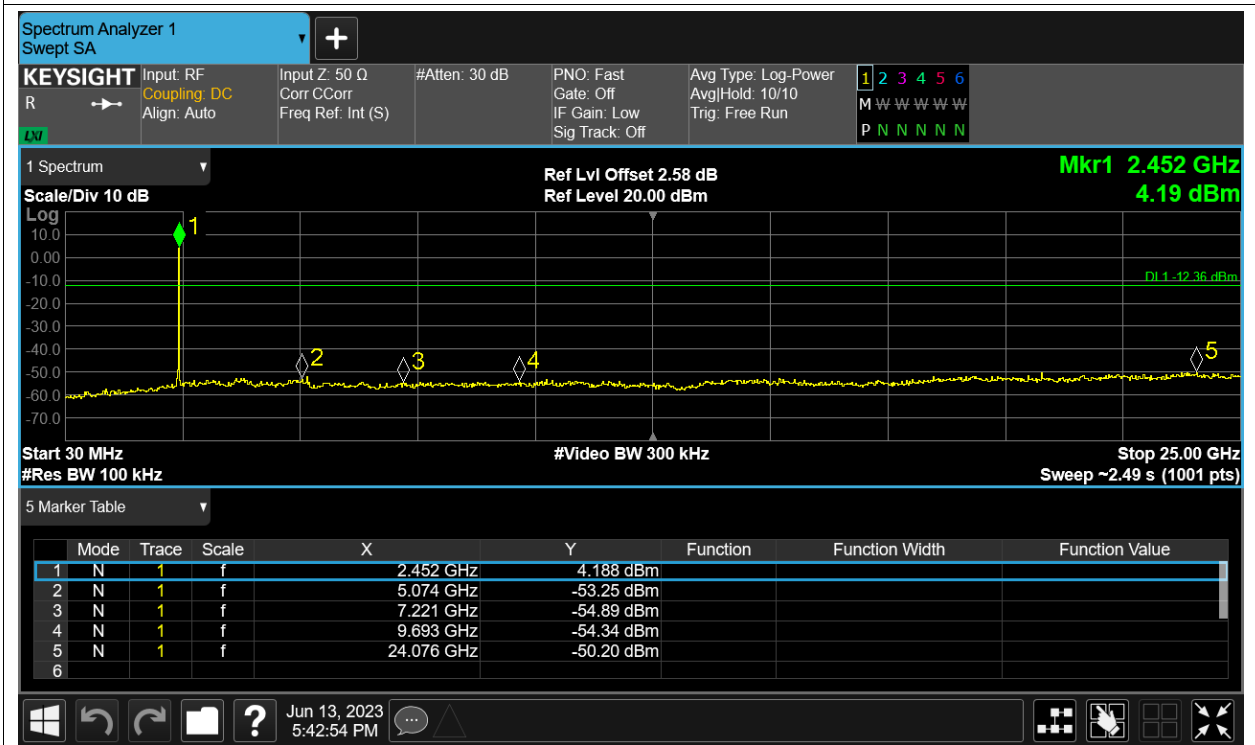 Spectrum Analyzer 1
Swept SA
+
KEYSIGHT
R
LXI
Input: RF
Coupling: DC
Align: Auto
Input Z: 50 Ω
Corr CCorr
Freq Ref: Int (S)
#Atten: 30 dB
PNO: Fast
Gate: Off
IF Gain: Low
Sig Track: Off
Avg Type: Log-Power
Avg|Hold: 10/10
Trig: Free Run
1 2 3 4 5 6
M W W W W W
P N N N N N
1 Spectrum
Scale/Div 10 dB
Ref Lvl Offset 2.58 dB
Ref Level 20.00 dBm
Mkr1 2.452 GHz
4.19 dBm
Log
10.0
0.00
-10.0
-20.0
-30.0
-40.0
-50.0
-60.0
-70.0
1
2
3
4
5
DL1 -12.36 dBm
Start 30 MHz
#Video BW 300 kHz
Stop 25.00 GHz
#Res BW 100 kHz
Sweep ~2.49 s (1001 pts)
5 Marker Table
Mode Trace Scale X Y Function Function Width Function Value
1 N 1 f 2.452 GHz 4.188 dBm
2 N 1 f 5.074 GHz -53.25 dBm
3 N 1 f 7.221 GHz -54.89 dBm
4 N 1 f 9.693 GHz -54.34 dBm
5 N 1 f 24.076 GHz -50.20 dBm
6
?
Jun 13, 2023
5:42:54 PM